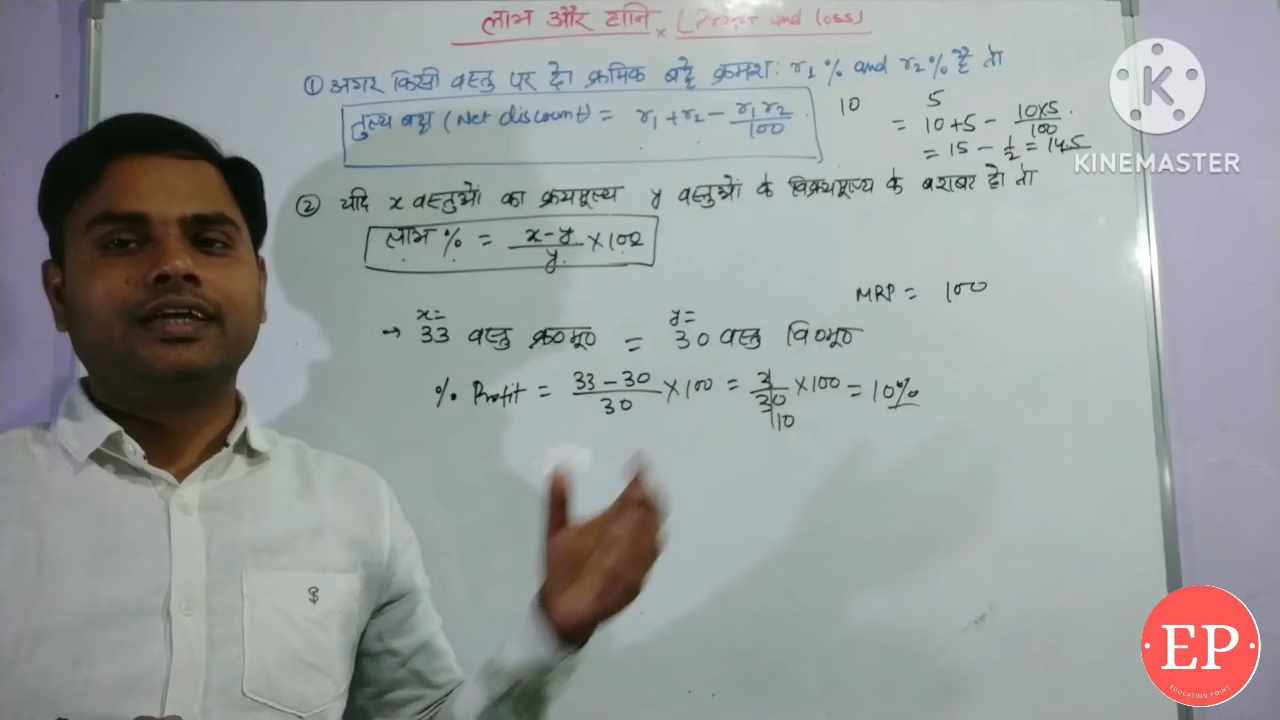 लाभ और हानि (Profit and loss)
① अगर किसी वस्तु पर दो क्रमिक बट्टे क्रमश: r₁% and r₂% है तो
तुल्य बट्टा (Net discount) = r₁ + r₂ − r₁r₂/100
10 5
= 10+5 − 10×5/100
= 15 − 1/2 = 14.5
KINEMASTER
② यदि x वस्तुओं का क्रयमूल्य y वस्तुओं के विक्रयमूल्य के बराबर हो तो
लाभ % = x−y/y ×100
MRP = 100
x= y=
→ 33 वस्तु क्र०मू० = 30 वस्तु वि०मू०
% Profit = 33−30/30 ×100 = 3/30 ×100 = 10%
10
$
EP
EDUCATION POINT